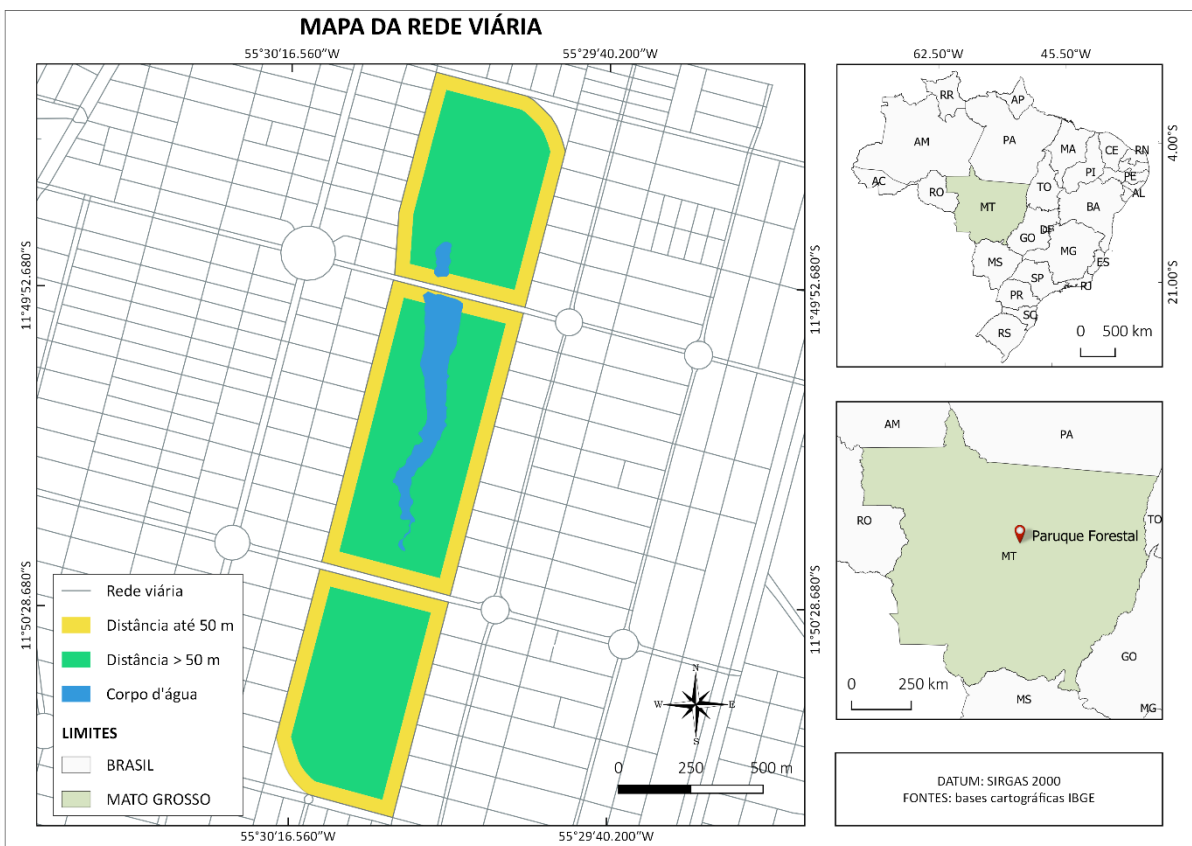 MAPA DA REDE VIÁRIA
55°30'16.560"W
55°29'40.200"W
11°49'52.680"S
11°50'28.680"S
11°49'52.680"S
11°50'28.680"S
Rede viária
Distância até 50 m
Distância > 50 m
Corpo d'água
LIMITES
BRASIL
MATO GROSSO
N
W
E
S
0
250
500 m
55°30'16.560"W
55°29'40.200"W
62.50°W
45.50°W
RR
AP
AM
PA
MA
CE
RN
PI
PE
AL
AC
RO
TO
BA
MT
DF
GO
MG
MS
ES
SP
RJ
PR
SC
RS
4.00°S
21.00°S
0 500 km
AM
PA
RO
TO
Paruque Forestal
MT
GO
0 250 km
MS
MG
DATUM: SIRGAS 2000
FONTES: bases cartográficas IBGE